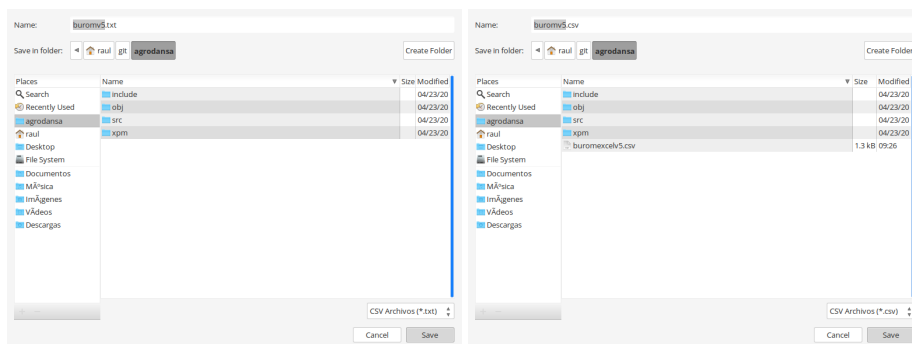 Name: buromv5.txt
Save in folder: raul git agrodansa Create Folder
Places Name Size Modified
Search include 04/23/20
Recently Used obj 04/23/20
agrodansa src 04/23/20
raul xpm 04/23/20
Desktop
File System
Documentos
MÃºsica
ImÃ¡genes
VÃ­deos
Descargas
CSV Archivos (*.txt)
Cancel Save
Name: buromv5.csv
Save in folder: raul git agrodansa Create Folder
Places Name Size Modified
Search include 04/23/20
Recently Used obj 04/23/20
agrodansa src 04/23/20
raul xpm 04/23/20
Desktop buromexcelv5.csv 1.3 kB 09:26
File System
Documentos
MÃºsica
ImÃ¡genes
VÃ­deos
Descargas
CSV Archivos (*.csv)
Cancel Save